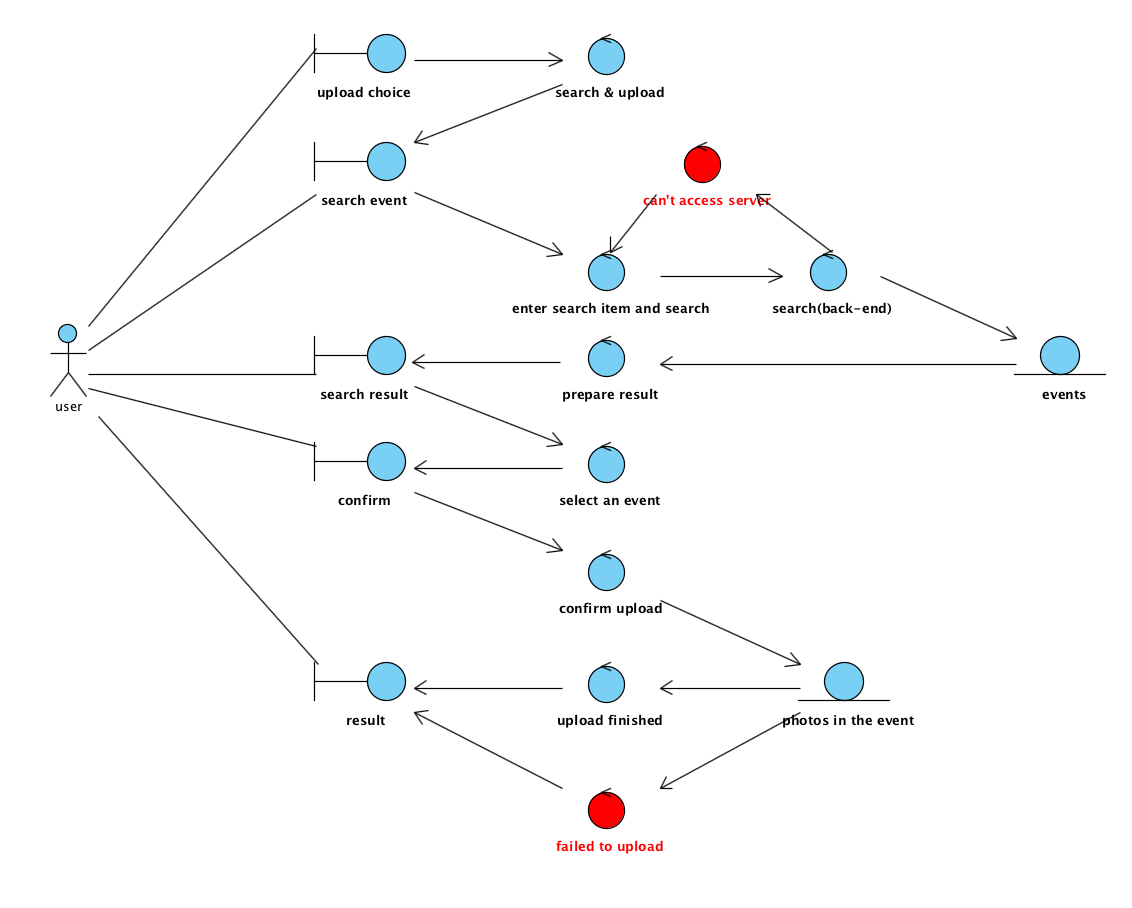 upload choice
search & upload
search event
can't access server
enter search item and search
search(back-end)
user
search result
prepare result
events
confirm
select an event
confirm upload
result
upload finished
photos in the event
failed to upload